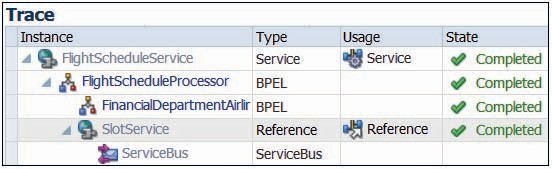 Trace
Instance Type Usage State
FlightScheduleService Service Service Completed
FlightScheduleProcessor BPEL Completed
FinancialDepartmentAirlir BPEL Completed
SlotService Reference Reference Completed
ServiceBus ServiceBus